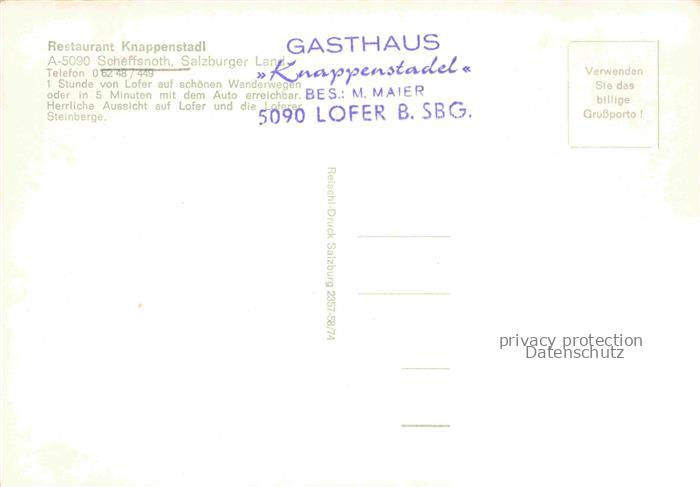 Restaurant Knappenstadl
A-5090 Scheffsnoth, Salzburger Land
Telefon 0 62 48 / 449
1 Stunde von Lofer auf schönen Wanderwegen
oder in 5 Minuten mit dem Auto erreichbar.
Herrliche Aussicht auf Lofer und die Loferer
Steinberge.
GASTHAUS
»Knappenstadel«
BES.: M. MAIER
5090 LOFER B. SBG.
Verwenden
Sie das
billige
Grußporto!
Reischl-Druck Salzburg 2357-58/74
privacy protection
Datenschutz